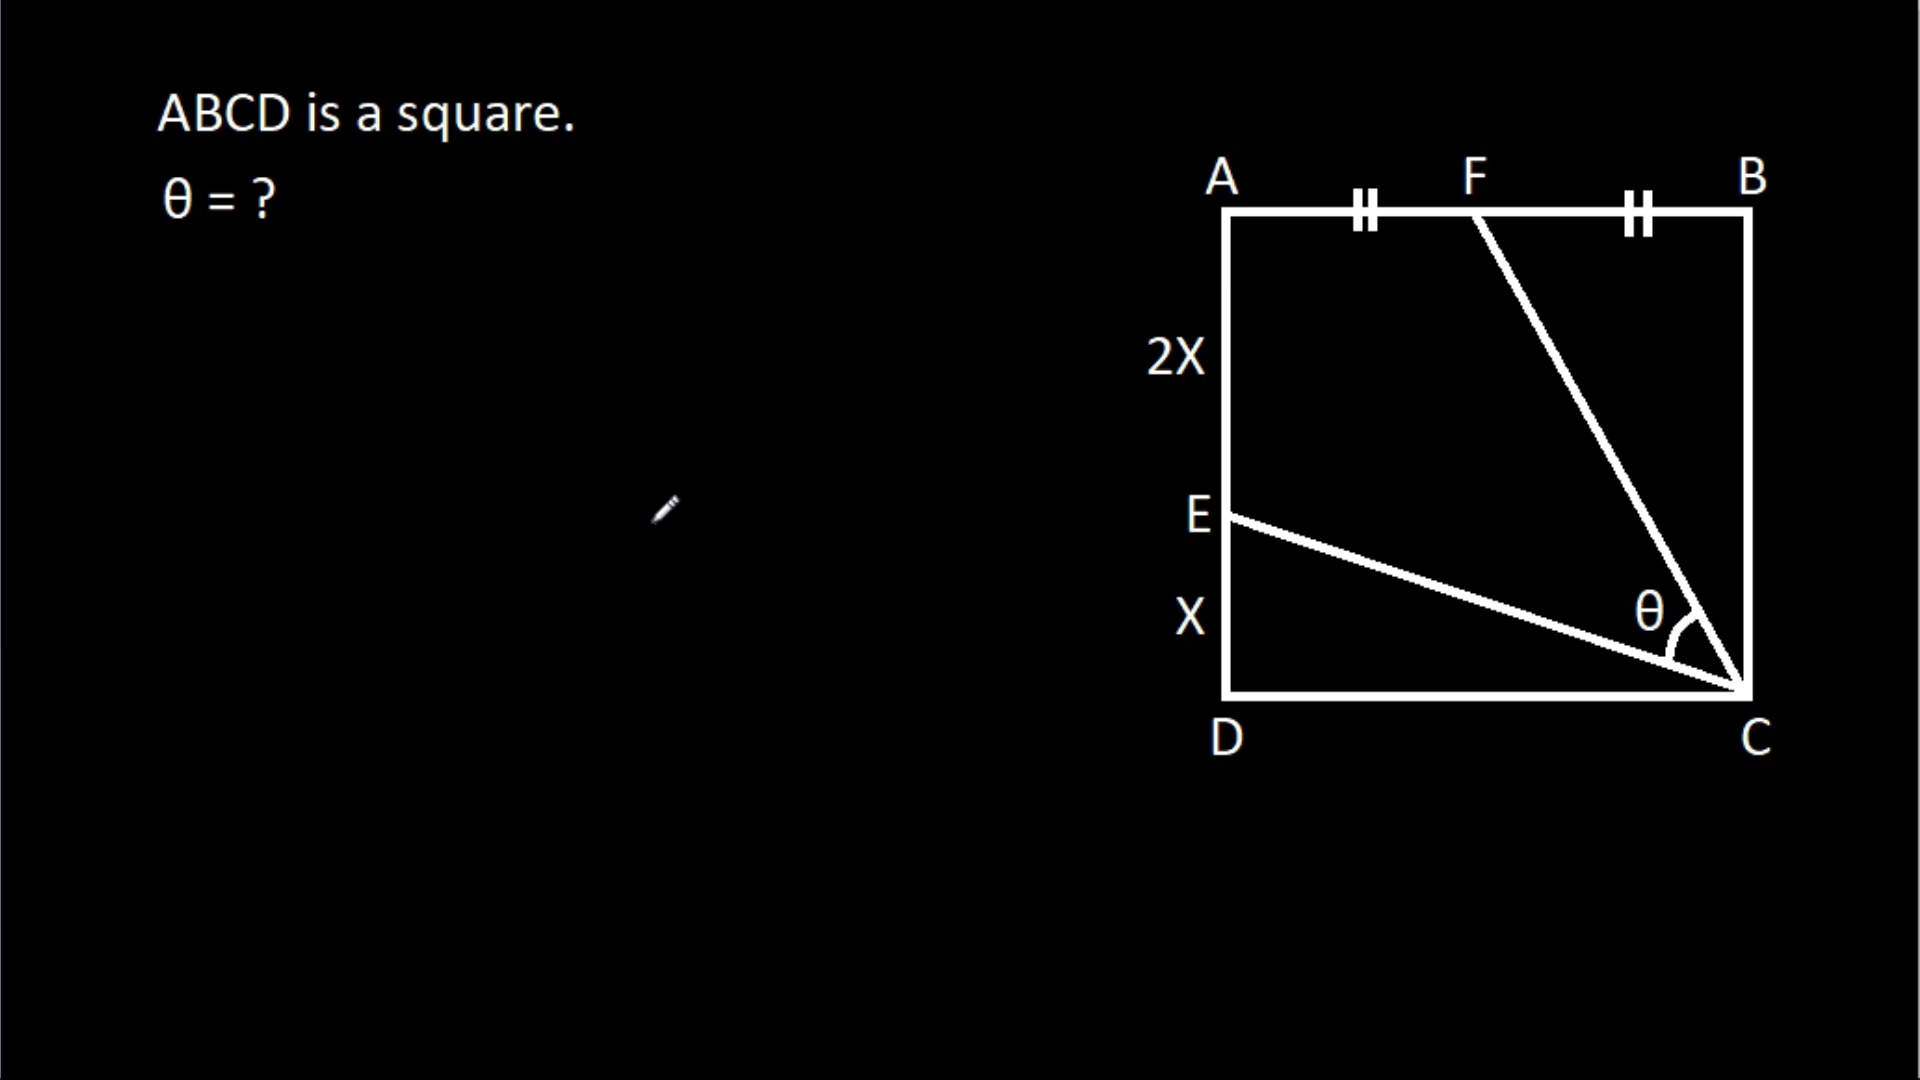 ABCD is a square.
θ = ?
A F B
2X
E
θ
X
D C